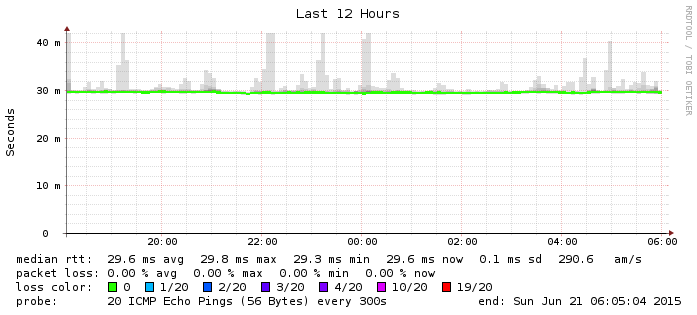 Last 12 Hours
RRDTOOL / TOBI OETIKER
Seconds
40 m
30 m
20 m
10 m
0
20:00 22:00 00:00 02:00 04:00 06:00
median rtt: 29.6 ms avg 29.8 ms max 29.3 ms min 29.6 ms now 0.1 ms sd 290.6 am/s
packet loss: 0.00 % avg 0.00 % max 0.00 % min 0.00 % now
loss color: 0 1/20 2/20 3/20 4/20 10/20 19/20
probe: 20 ICMP Echo Pings (56 Bytes) every 300s end: Sun Jun 21 06:05:04 2015